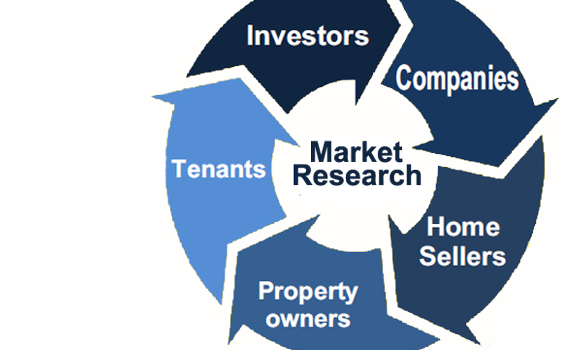 Investors
Companies
Tenants
Market
Research
Home
Sellers
Property
owners